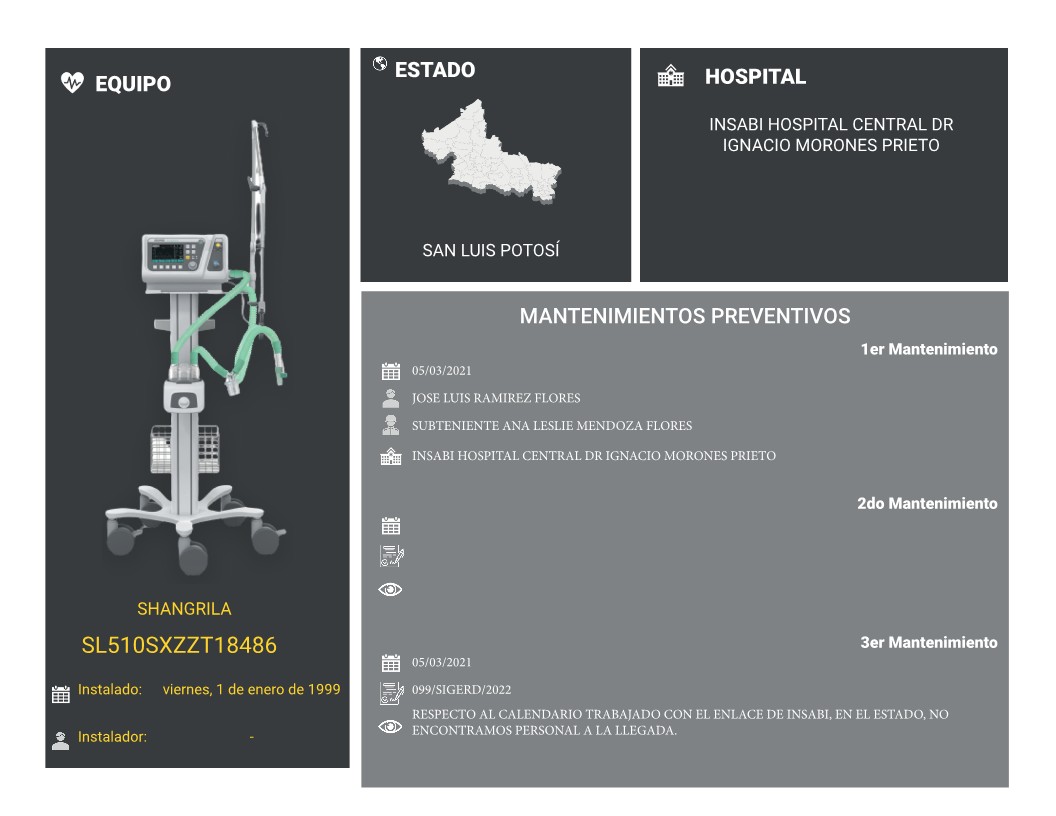 EQUIPO
SHANGRILA
SL510SXZZT18486
Instalado: viernes, 1 de enero de 1999
Instalador: -
ESTADO
SAN LUIS POTOSÍ
HOSPITAL
INSABI HOSPITAL CENTRAL DR
IGNACIO MORONES PRIETO
MANTENIMIENTOS PREVENTIVOS
1er Mantenimiento
05/03/2021
JOSE LUIS RAMIREZ FLORES
SUBTENIENTE ANA LESLIE MENDOZA FLORES
INSABI HOSPITAL CENTRAL DR IGNACIO MORONES PRIETO
2do Mantenimiento
3er Mantenimiento
05/03/2021
099/SIGERD/2022
RESPECTO AL CALENDARIO TRABAJADO CON EL ENLACE DE INSABI, EN EL ESTADO, NO
ENCONTRAMOS PERSONAL A LA LLEGADA.